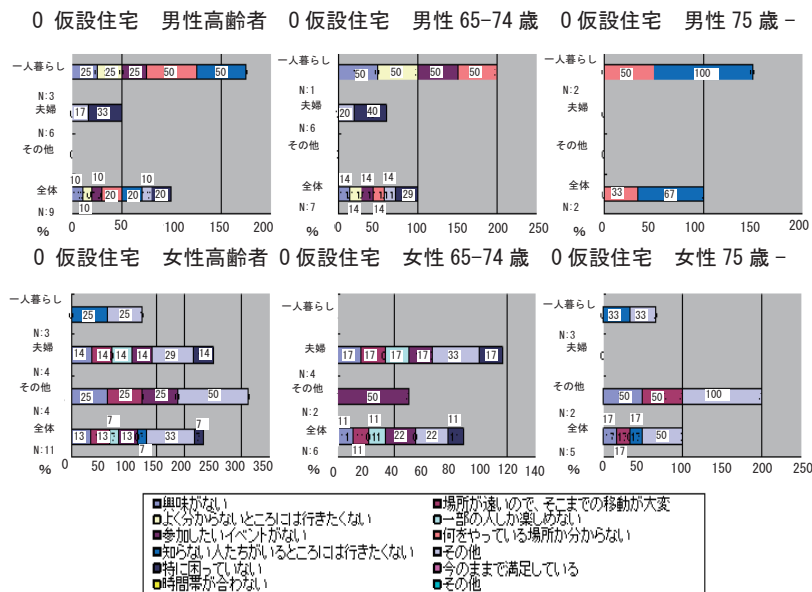 0 仮設住宅 男性高齢者
0 仮設住宅 男性 65-74 歳
0 仮設住宅 男性 75 歳 -
一人暮らし
25 25 25 50 50
N:3
夫婦
17 33
N:6
その他
10 10 10
全体
20 20 20
10
N:9
% 0 50 100 150 200
50 50 50 50
N:1
夫婦
20 40
N:6
その他
14 14 14
全体
29
14 14
N:7
% 0 50 100 150 200 250
50 100
N:2
夫婦
その他
全体
33 67
N:2
% 0 50 100 150 200
0 仮設住宅 女性高齢者
0 仮設住宅 女性 65-74 歳
0 仮設住宅 女性 75 歳 -
一人暮らし
25 25
N:3
夫婦
14 14 14 14 29 14
N:4
その他
25 25 25 50
N:4
7 7
全体
13 13 13 33
7
N:11
% 0 50 100 150 200 250 300 350
一人暮らし
夫婦
17 17 17 17 33 17
N:4
その他
50
N:2
11 11 11
全体
11 11 22 22
11
N:6
% 0 20 40 60 80 100 120 140
一人暮らし
33 33
N:3
夫婦
その他
50 50 100
N:2
17 17
全体
50
17
N:5
% 0 50 100 150 200 250
興味がない
場所が遠いので、そこまでの移動が大変
よく分からないところには行きたくない
一部の人しか楽しめない
参加したいイベントがない
何をやっている場所か分からない
知らない人たちがいるところには行きたくない
その他
特に困っていない
今のままで満足している
時間帯が合わない
その他